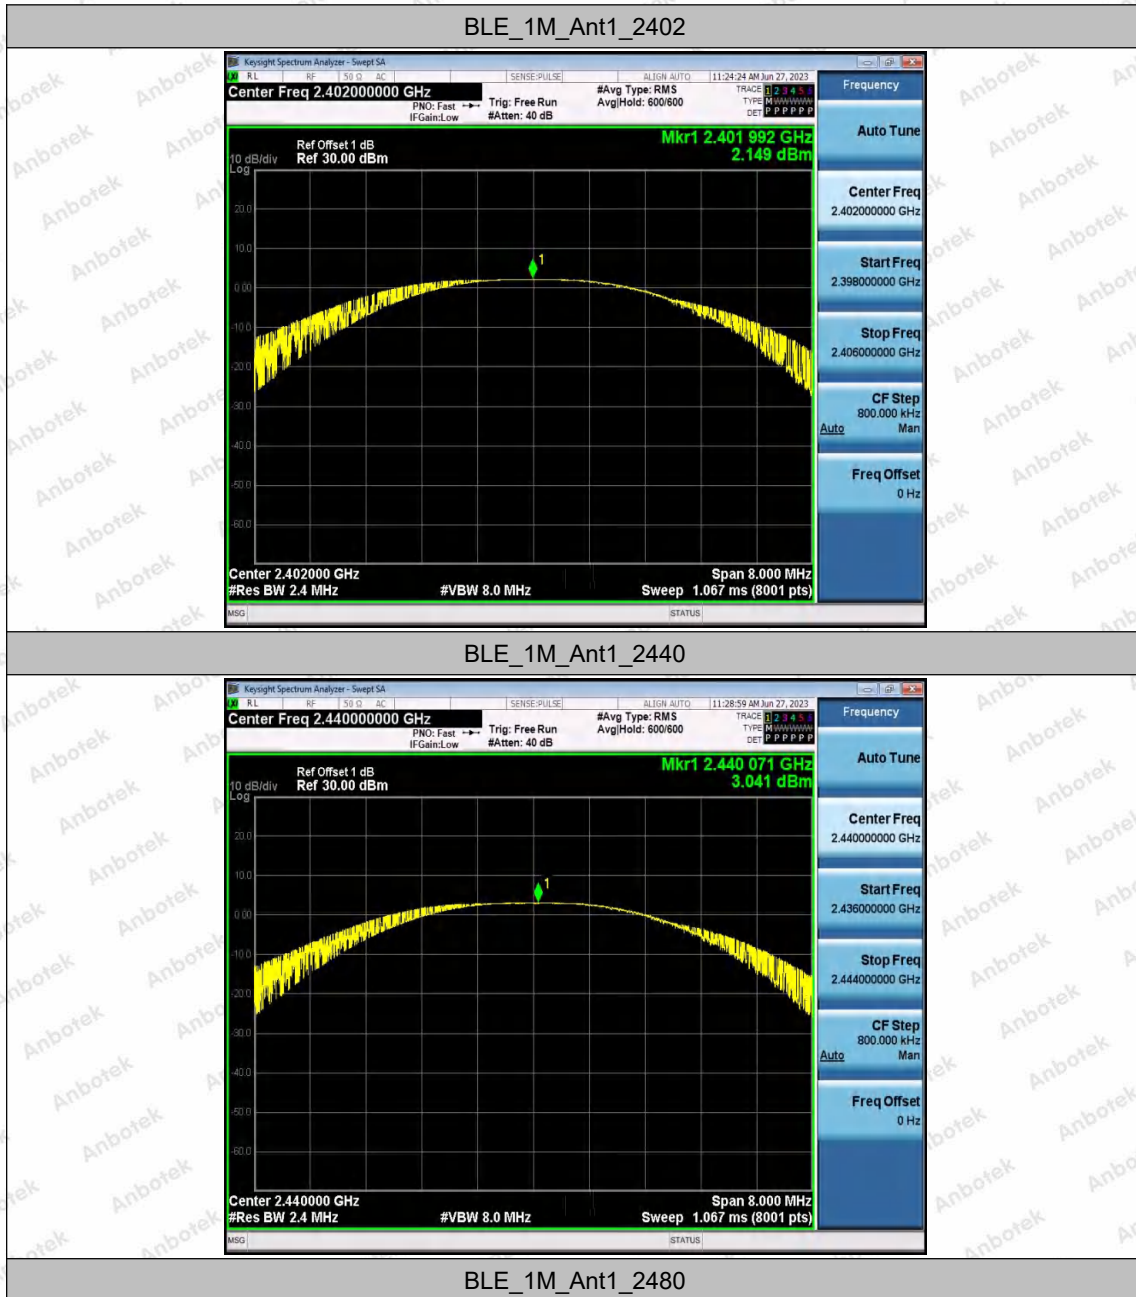 BLE_1M_Ant1_2402
Keysight Spectrum Analyzer - Swept SA
RL RF 50 Ω AC SENSE:PULSE ALIGN AUTO 11:24:24 AM Jun 27, 2023
Center Freq 2.402000000 GHz #Avg Type: RMS TRACE 1 2 3 4 5 6
PNO: Fast Trig: Free Run Avg|Hold: 600/600 TYPE M WWWWW
IFGain:Low #Atten: 40 dB DET P P P P P P
Ref Offset 1 dB Mkr1 2.401 992 GHz
10 dB/div Ref 30.00 dBm 2.149 dBm
Log
20.0
10.0
0.00
-10.0
-20.0
-30.0
-40.0
-50.0
-60.0
1
Center 2.402000 GHz Span 8.000 MHz
#Res BW 2.4 MHz #VBW 8.0 MHz Sweep 1.067 ms (8001 pts)
MSG STATUS
Frequency
Auto Tune
Center Freq
2.402000000 GHz
Start Freq
2.398000000 GHz
Stop Freq
2.406000000 GHz
CF Step
800.000 kHz
Auto Man
Freq Offset
0 Hz
BLE_1M_Ant1_2440
Keysight Spectrum Analyzer - Swept SA
RL RF 50 Ω AC SENSE:PULSE ALIGN AUTO 11:28:59 AM Jun 27, 2023
Center Freq 2.440000000 GHz #Avg Type: RMS TRACE 1 2 3 4 5 6
PNO: Fast Trig: Free Run Avg|Hold: 600/600 TYPE M WWWWW
IFGain:Low #Atten: 40 dB DET P P P P P P
Ref Offset 1 dB Mkr1 2.440 071 GHz
10 dB/div Ref 30.00 dBm 3.041 dBm
Log
20.0
10.0
0.00
-10.0
-20.0
-30.0
-40.0
-50.0
-60.0
1
Center 2.440000 GHz Span 8.000 MHz
#Res BW 2.4 MHz #VBW 8.0 MHz Sweep 1.067 ms (8001 pts)
MSG STATUS
Frequency
Auto Tune
Center Freq
2.440000000 GHz
Start Freq
2.436000000 GHz
Stop Freq
2.444000000 GHz
CF Step
800.000 kHz
Auto Man
Freq Offset
0 Hz
BLE_1M_Ant1_2480
Anbotek